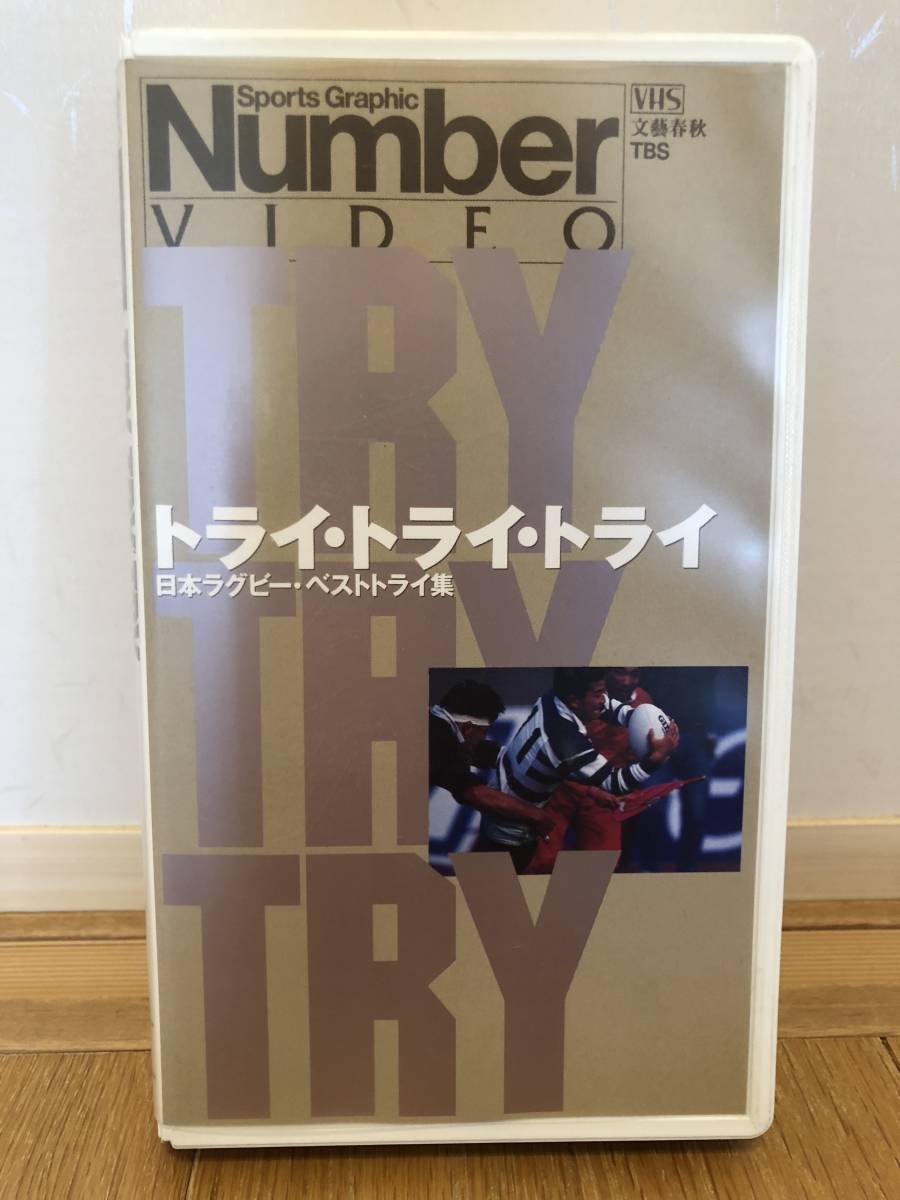 Sports Graphic
Number
VIDEO
VHS
文藝春秋
TBS
TRY
トライ・トライ・トライ
日本ラグビー・ベストトライ集
TRY
TRY